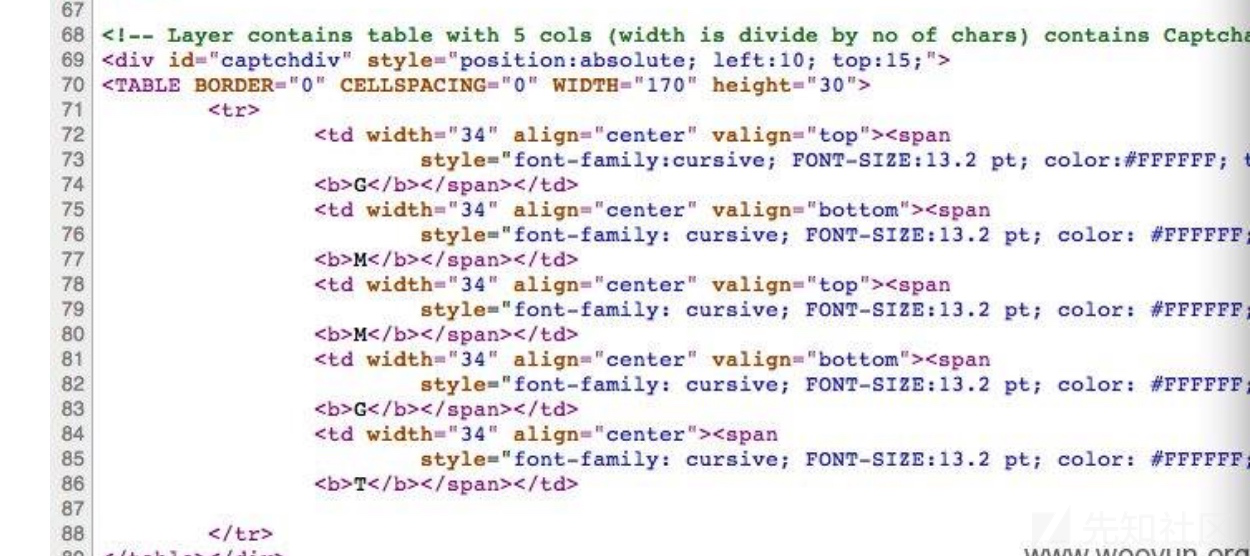 67
68 <!-- Layer contains table with 5 cols (width is divide by no of chars) contains Captcha
69 <div id="captchdiv" style="position:absolute; left:10; top:15;">
70 <TABLE BORDER="0" CELLSPACING="0" WIDTH="170" height="30">
71 <tr>
72 <td width="34" align="center" valign="top"><span
73 style="font-family:cursive; FONT-SIZE:13.2 pt; color:#FFFFFF; t
74 <b>G</b></span></td>
75 <td width="34" align="center" valign="bottom"><span
76 style="font-family: cursive; FONT-SIZE:13.2 pt; color: #FFFFFF;
77 <b>M</b></span></td>
78 <td width="34" align="center" valign="top"><span
79 style="font-family: cursive; FONT-SIZE:13.2 pt; color: #FFFFFF;
80 <b>M</b></span></td>
81 <td width="34" align="center" valign="bottom"><span
82 style="font-family: cursive; FONT-SIZE:13.2 pt; color: #FFFFFF;
83 <b>G</b></span></td>
84 <td width="34" align="center"><span
85 style="font-family: cursive; FONT-SIZE:13.2 pt; color: #FFFFFF;
86 <b>T</b></span></td>
87
88 </tr>
89 </table></div>
先知社区
www.wooyun.org